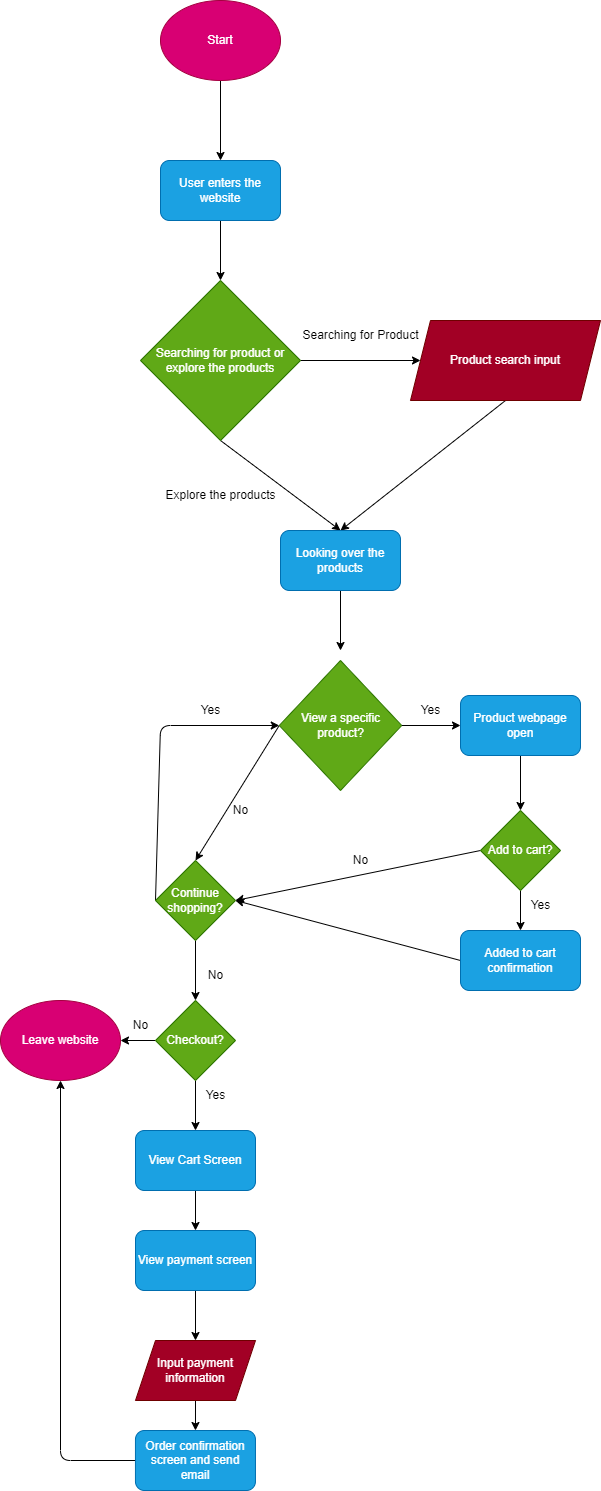 Start
User enters the
website
Searching for product or
explore the products
Searching for Product
Product search input
Explore the products
Looking over the
products
Yes
View a specific
product?
Yes
Product webpage
open
No
Add to cart?
No
Continue
shopping?
Yes
Added to cart
confirmation
No
Leave website
No
Checkout?
Yes
View Cart Screen
View payment screen
Input payment
information
Order confirmation
screen and send
email